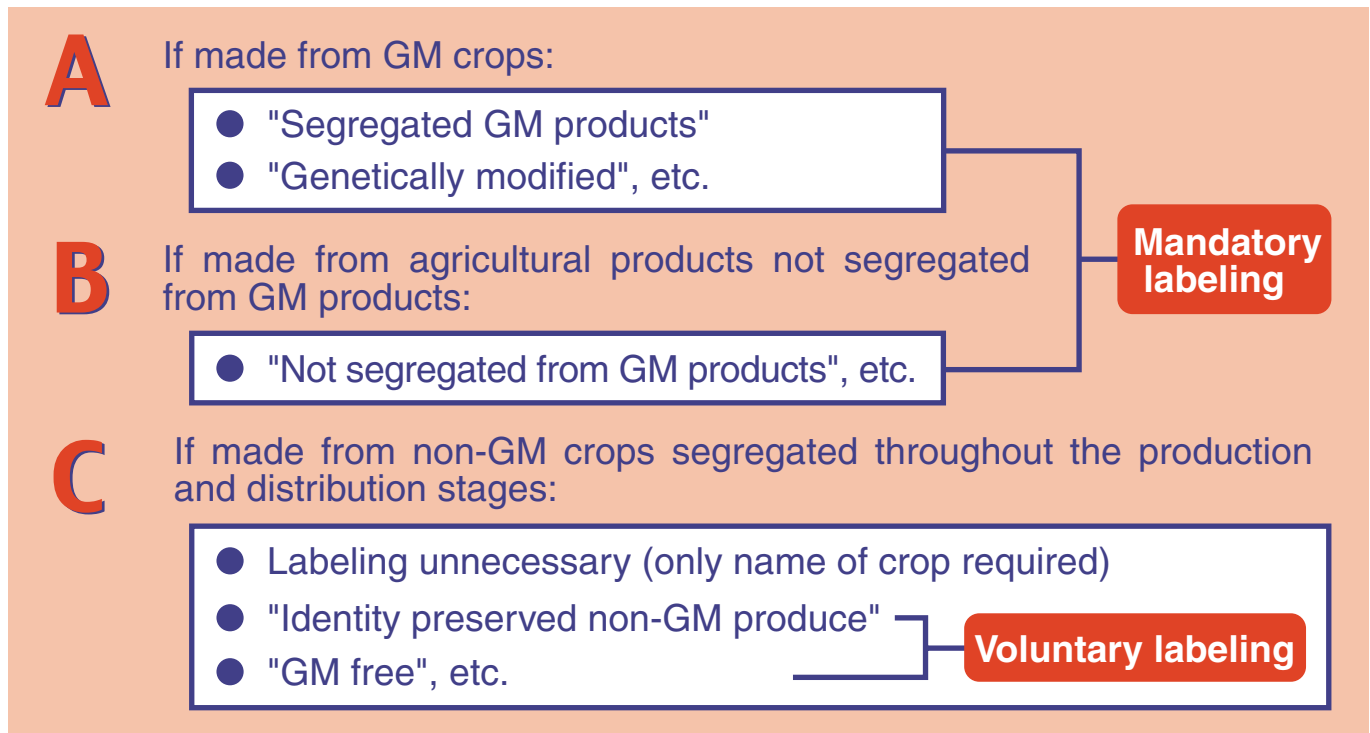 A
If made from GM crops:
● "Segregated GM products"
● "Genetically modified", etc.
B
If made from agricultural products not segregated
from GM products:
● "Not segregated from GM products", etc.
Mandatory
labeling
C
If made from non-GM crops segregated throughout the production
and distribution stages:
● Labeling unnecessary (only name of crop required)
● "Identity preserved non-GM produce"
● "GM free", etc.
Voluntary labeling